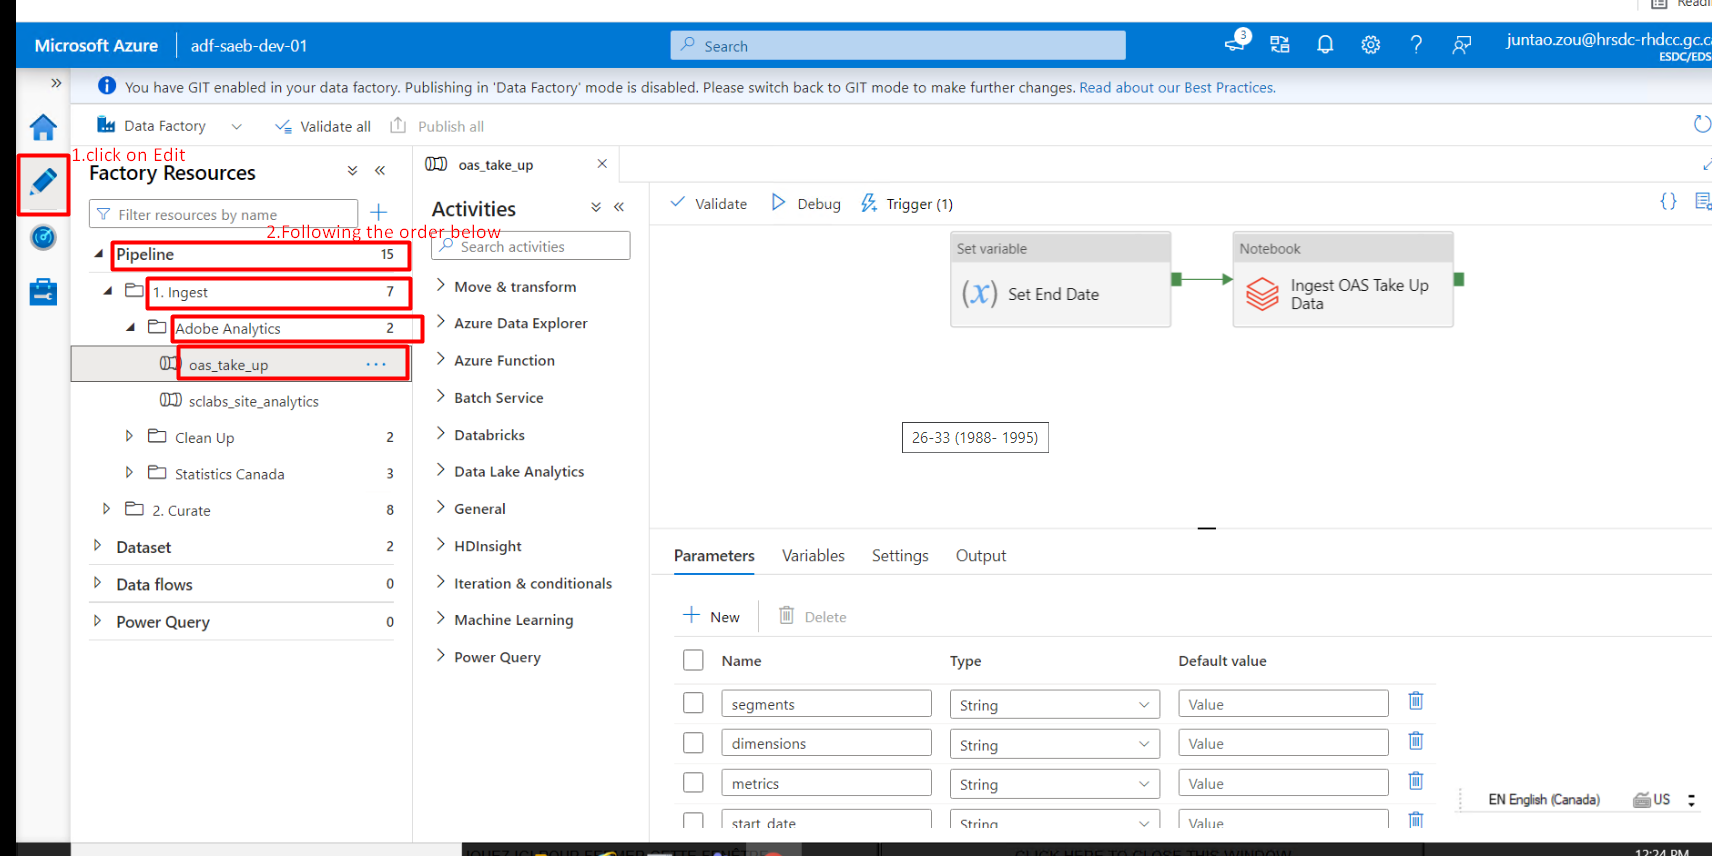 Microsoft Azure
adf-saeb-dev-01
Search
3
juntao.zou@hrsdc-rhdcc.gc.c
ESDC/EDS
You have GIT enabled in your data factory. Publishing in 'Data Factory' mode is disabled. Please switch back to GIT mode to make further changes. Read about our Best Practices.
Data Factory
Validate all
Publish all
1.click on Edit
Factory Resources
Filter resources by name
2.Following the order below
Pipeline 15
1. Ingest 7
Adobe Analytics 2
oas_take_up ...
sclabs_site_analytics
Clean Up 2
Statistics Canada 3
2. Curate 8
Dataset 2
Data flows 0
Power Query 0
oas_take_up
Activities
Search activities
Move & transform
Azure Data Explorer
Azure Function
Batch Service
Databricks
Data Lake Analytics
General
HDInsight
Iteration & conditionals
Machine Learning
Power Query
Validate
Debug
Trigger (1)
{}
Set variable
(x) Set End Date
Notebook
Ingest OAS Take Up
Data
26-33 (1988- 1995)
Parameters Variables Settings Output
New
Delete
Name Type Default value
segments String Value
dimensions String Value
metrics String Value
start_date String Value
EN English (Canada) US
12:24 PM